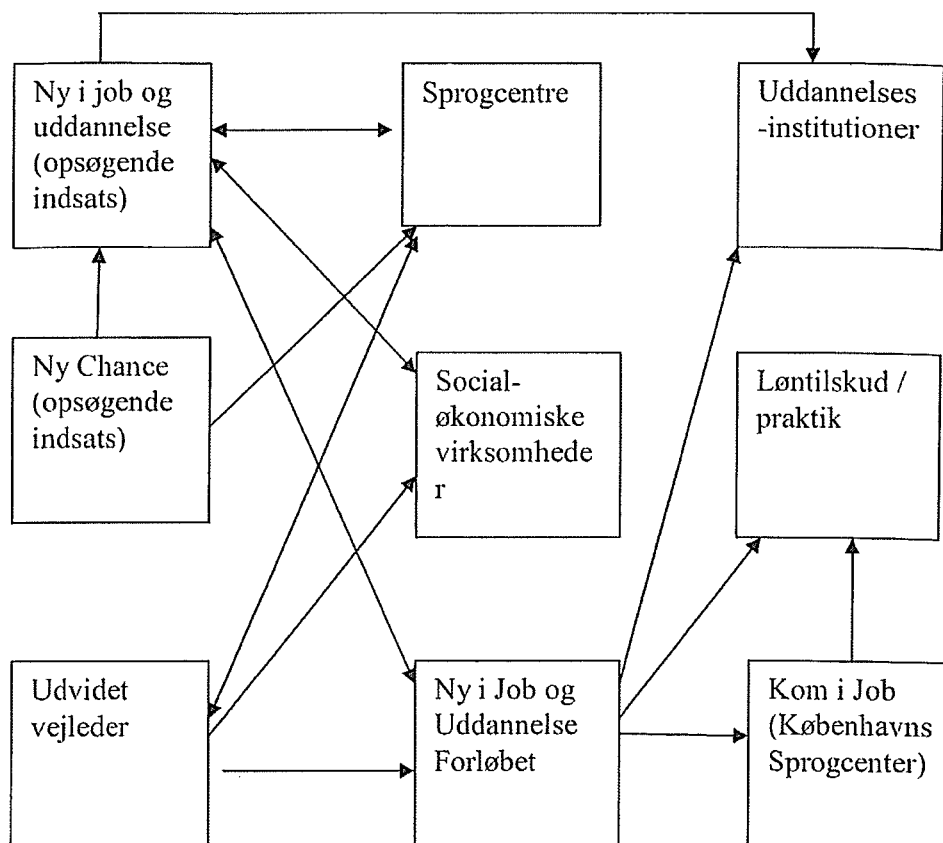 Ny i job og
uddannelse
(opsøgende
indsats)
Sprogcentre
Uddannelses
-institutioner
Ny Chance
(opsøgende
indsats)
Social-
økonomiske
virksomhede
r
Løntilskud /
praktik
Udvidet
vejleder
Ny i Job og
Uddannelse
Forløbet
Kom i Job
(Københavns
Sprogcenter)